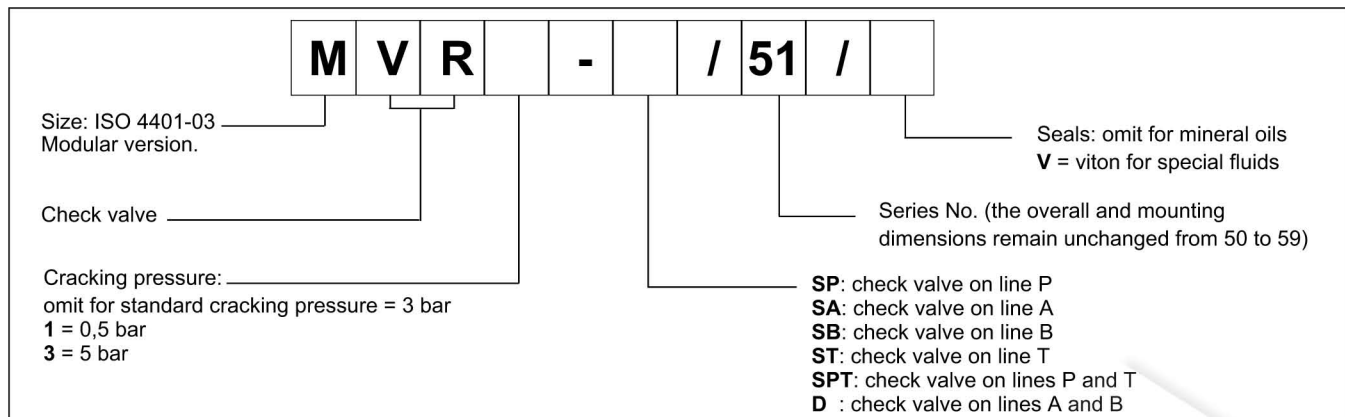 M V R - / 51 /
Size: ISO 4401-03
Modular version.
Check valve
Cracking pressure:
omit for standard cracking pressure = 3 bar
1 = 0,5 bar
3 = 5 bar
Seals: omit for mineral oils
V = viton for special fluids
Series No. (the overall and mounting
dimensions remain unchanged from 50 to 59)
SP: check valve on line P
SA: check valve on line A
SB: check valve on line B
ST: check valve on line T
SPT: check valve on lines P and T
D : check valve on lines A and B